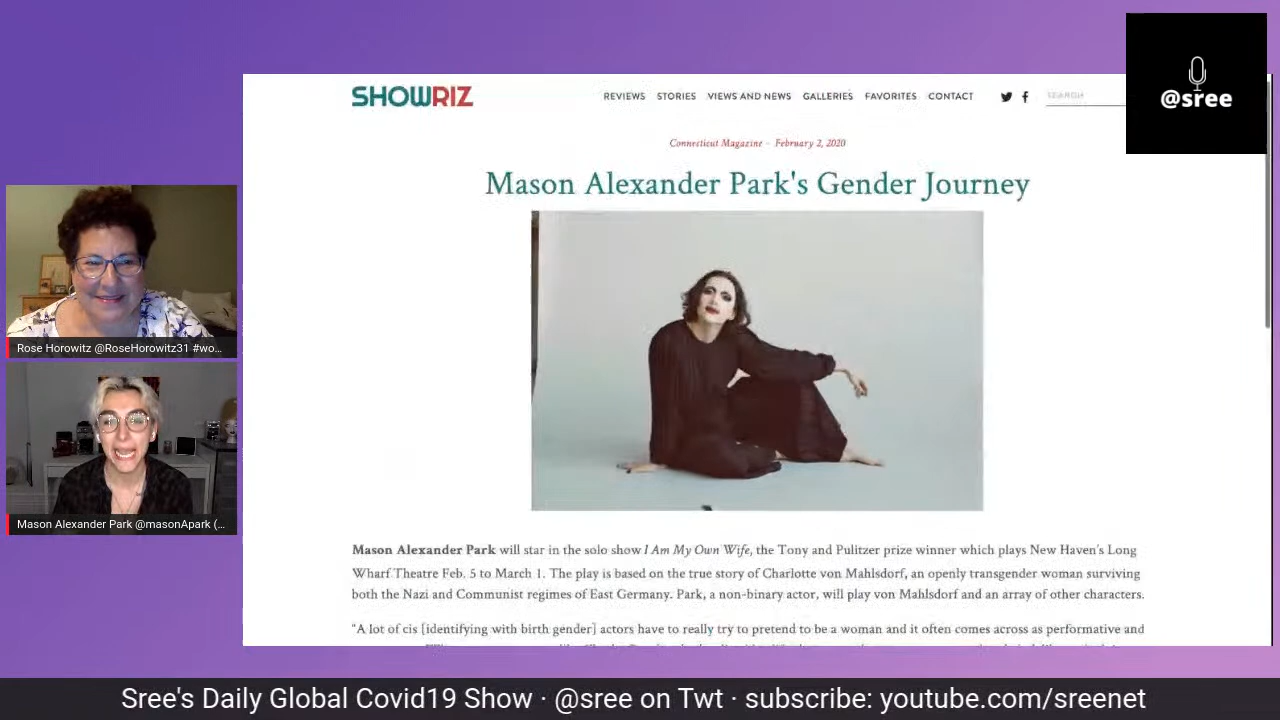 @sree
SHOWRIZ
REVIEWS STORIES VIEWS AND NEWS GALLERIES FAVORITES CONTACT
SEARCH
Connecticut Magazine - February 2, 2020
Mason Alexander Park's Gender Journey
Rose Horowitz @RoseHorowitz31 #wo...
Mason Alexander Park @masonApark (...
Mason Alexander Park will star in the solo show I Am My Own Wife, the Tony and Pulitzer prize winner which plays New Haven's Long
Wharf Theatre Feb. 5 to March 1. The play is based on the true story of Charlotte von Mahlsdorf, an openly transgender woman surviving
both the Nazi and Communist regimes of East Germany. Park, a non-binary actor, will play von Mahlsdorf and an array of other characters.
"A lot of cis [identifying with birth gender] actors have to really try to pretend to be a woman and it often comes across as performative and
Sree's Daily Global Covid19 Show · @sree on Twt · subscribe: youtube.com/sreenet